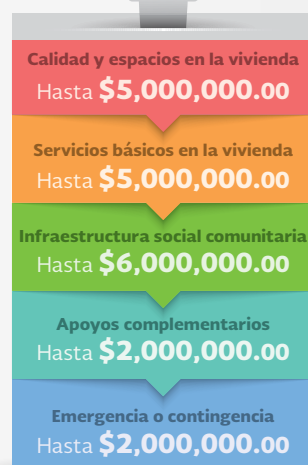 Calidad y espacios en la vivienda
Hasta $5,000,000.00
Servicios básicos en la vivienda
Hasta $5,000,000.00
Infraestructura social comunitaria
Hasta $6,000,000.00
Apoyos complementarios
Hasta $2,000,000.00
Emergencia o contingencia
Hasta $2,000,000.00